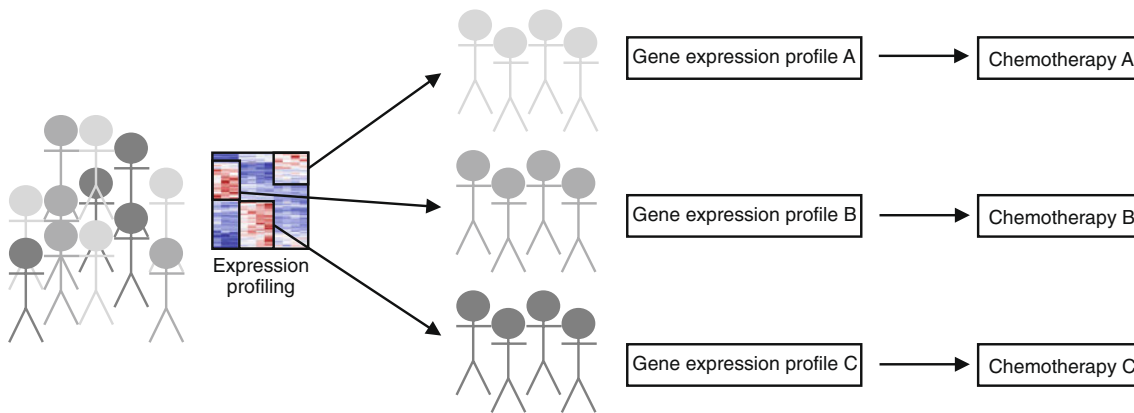 Gene expression profile A
Chemotherapy A
Expression
profiling
Gene expression profile B
Chemotherapy B
Gene expression profile C
Chemotherapy C